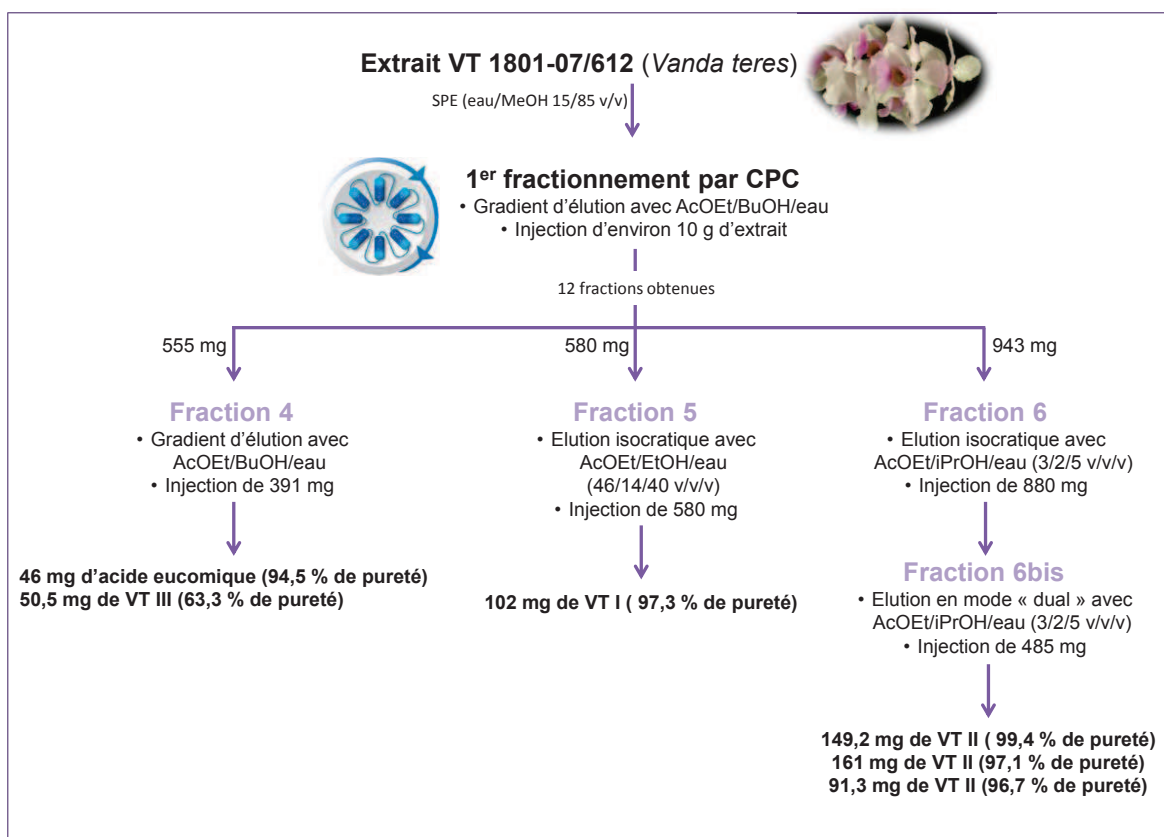 Extrait VT 1801-07/612 (Vanda teres)
SPE (eau/MeOH 15/85 v/v)
1er fractionnement par CPC
• Gradient d'élution avec AcOEt/BuOH/eau
• Injection d'environ 10 g d'extrait
12 fractions obtenues
555 mg
580 mg
943 mg
Fraction 4
• Gradient d'élution avec
AcOEt/BuOH/eau
• Injection de 391 mg
46 mg d'acide eucomique (94,5 % de pureté)
50,5 mg de VT III (63,3 % de pureté)
Fraction 5
• Elution isocratique avec
AcOEt/EtOH/eau
(46/14/40 v/v/v)
• Injection de 580 mg
102 mg de VT I ( 97,3 % de pureté)
Fraction 6
• Elution isocratique avec
AcOEt/iPrOH/eau (3/2/5 v/v/v)
• Injection de 880 mg
Fraction 6bis
• Elution en mode « dual » avec
AcOEt/iPrOH/eau (3/2/5 v/v/v)
• Injection de 485 mg
149,2 mg de VT II ( 99,4 % de pureté)
161 mg de VT II (97,1 % de pureté)
91,3 mg de VT II (96,7 % de pureté)